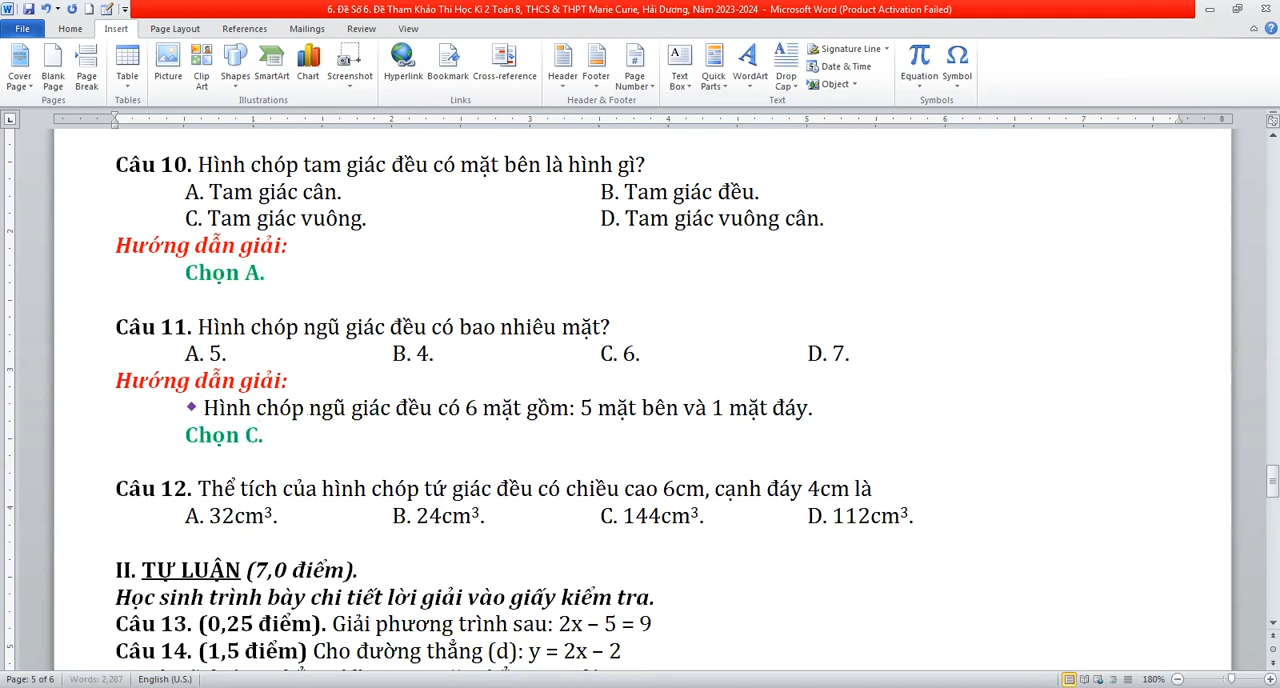 6. Đề Số 6. Đề Tham Khảo Thi Học Kì 2 Toán 8, THCS & THPT Marie Curie, Hải Dương, Năm 2023-2024 - Microsoft Word (Product Activation Failed)
File Home Insert Page Layout References Mailings Review View
Cover Page Blank Page Page Break Table Picture Clip Art Shapes SmartArt Chart Screenshot Hyperlink Bookmark Cross-reference Header Footer Page Number Text Box Quick Parts WordArt Drop Cap Signature Line Date & Time Object Equation Symbol
Pages Tables Illustrations Links Header & Footer Text Symbols
1 2 3 4 5 6 7 8
Câu 10. Hình chóp tam giác đều có mặt bên là hình gì?
A. Tam giác cân. B. Tam giác đều.
C. Tam giác vuông. D. Tam giác vuông cân.
Hướng dẫn giải:
Chọn A.
Câu 11. Hình chóp ngũ giác đều có bao nhiêu mặt?
A. 5. B. 4. C. 6. D. 7.
Hướng dẫn giải:
Hình chóp ngũ giác đều có 6 mặt gồm: 5 mặt bên và 1 mặt đáy.
Chọn C.
Câu 12. Thể tích của hình chóp tứ giác đều có chiều cao 6cm, cạnh đáy 4cm là
A. 32cm³. B. 24cm³. C. 144cm³. D. 112cm³.
II. TỰ LUẬN (7,0 điểm).
Học sinh trình bày chi tiết lời giải vào giấy kiểm tra.
Câu 13. (0,25 điểm). Giải phương trình sau: 2x – 5 = 9
Câu 14. (1,5 điểm) Cho đường thẳng (d): y = 2x – 2
Page: 5 of 6 Words: 2,287 English (U.S.) 180%